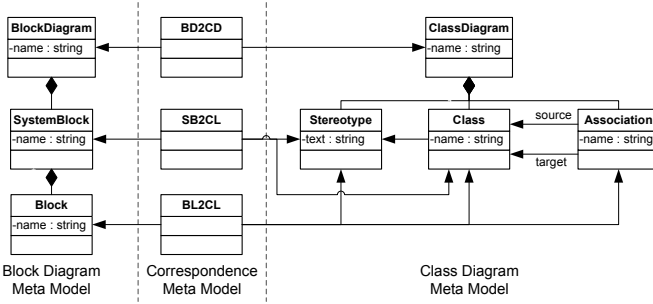 BlockDiagram
-name : string
BD2CD
ClassDiagram
-name : string
SystemBlock
-name : string
SB2CL
Stereotype
-text : string
Class
-name : string
source
target
Association
-name : string
Block
-name : string
BL2CL
Block Diagram
Meta Model
Correspondence
Meta Model
Class Diagram
Meta Model